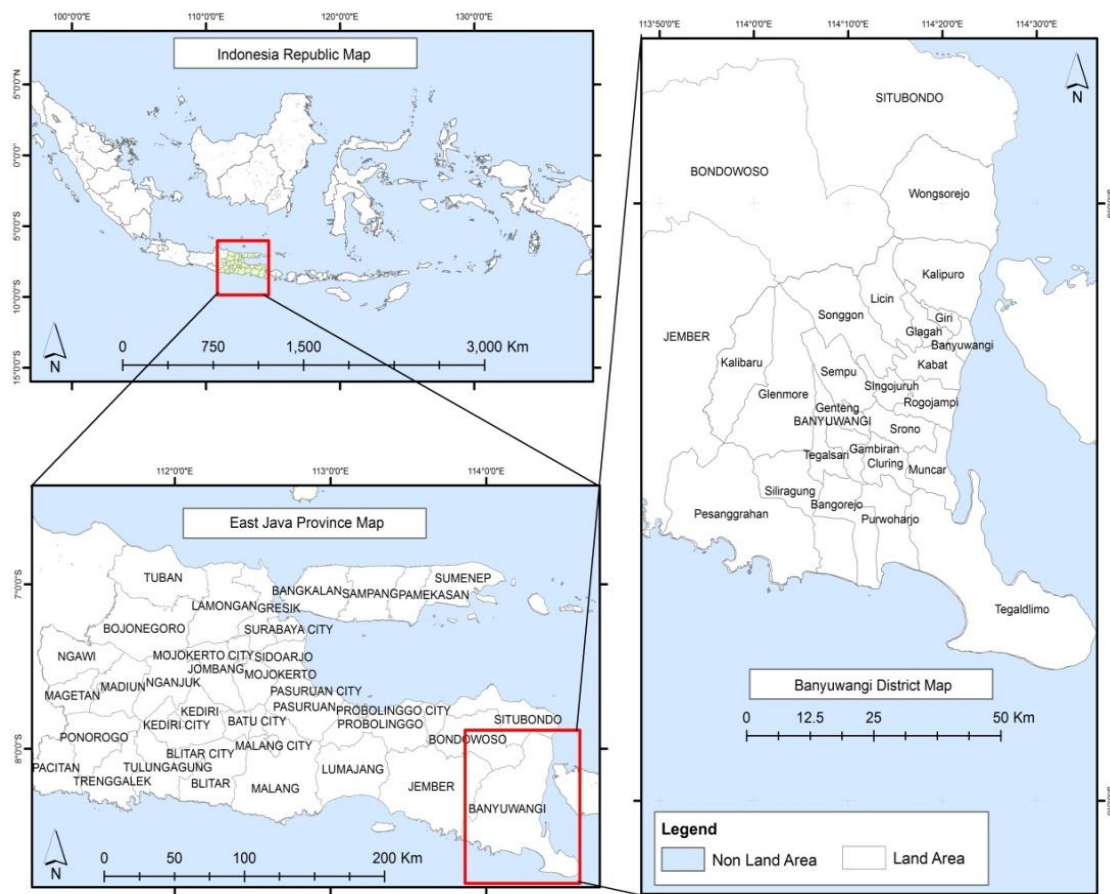 100°0'0"E 110°0'0"E 120°0'0"E 130°0'0"E
Indonesia Republic Map
5°0'0"N
0°0'0"
5°0'0"S
10°0'0"S
15°0'0"S
N
0 750 1,500 3,000 Km
112°0'0"E 113°0'0"E 114°0'0"E
East Java Province Map
7°0'0"S
8°0'0"S
TUBAN
BANGKALAN
SAMPANG
SUMENEP
PAMEKASAN
LAMONGAN
GRESIK
BOJONEGORO
SURABAYA CITY
NGAWI
MOJOKERTO CITY
SIDOARJO
JOMBANG
MOJOKERTO
MAGETAN
MADIUN
NGANJUK
PASURUAN CITY
PASURUAN
KEDIRI
KEDIRI CITY
BATU CITY
PROBOLINGGO CITY
PROBOLINGGO
SITUBONDO
PONOROGO
MALANG CITY
BONDOWOSO
BLITAR CITY
PACITAN
TRENGGALEK
TULUNGAGUNG
BLITAR
MALANG
LUMAJANG
JEMBER
BANYUWANGI
N
0 50 100 200 Km
113°50'0"E 114°0'0"E 114°10'0"E 114°20'0"E 114°30'0"E
N
SITUBONDO
BONDOWOSO
Wongsorejo
Kalipuro
Licin
Songgon
Giri
Glagah
Banyuwangi
JEMBER
Kalibaru
Sempu
Kabat
SIngojuruh
Glenmore
Rogojampi
Genteng
BANYUWANGI
Srono
Gambiran
Tegalsari
Cluring
Muncar
Siliragung
Bangorejo
Pesanggrahan
Purwoharjo
Tegaldlimo
Banyuwangi District Map
0 12.5 25 50 Km
Legend
Non Land Area Land Area